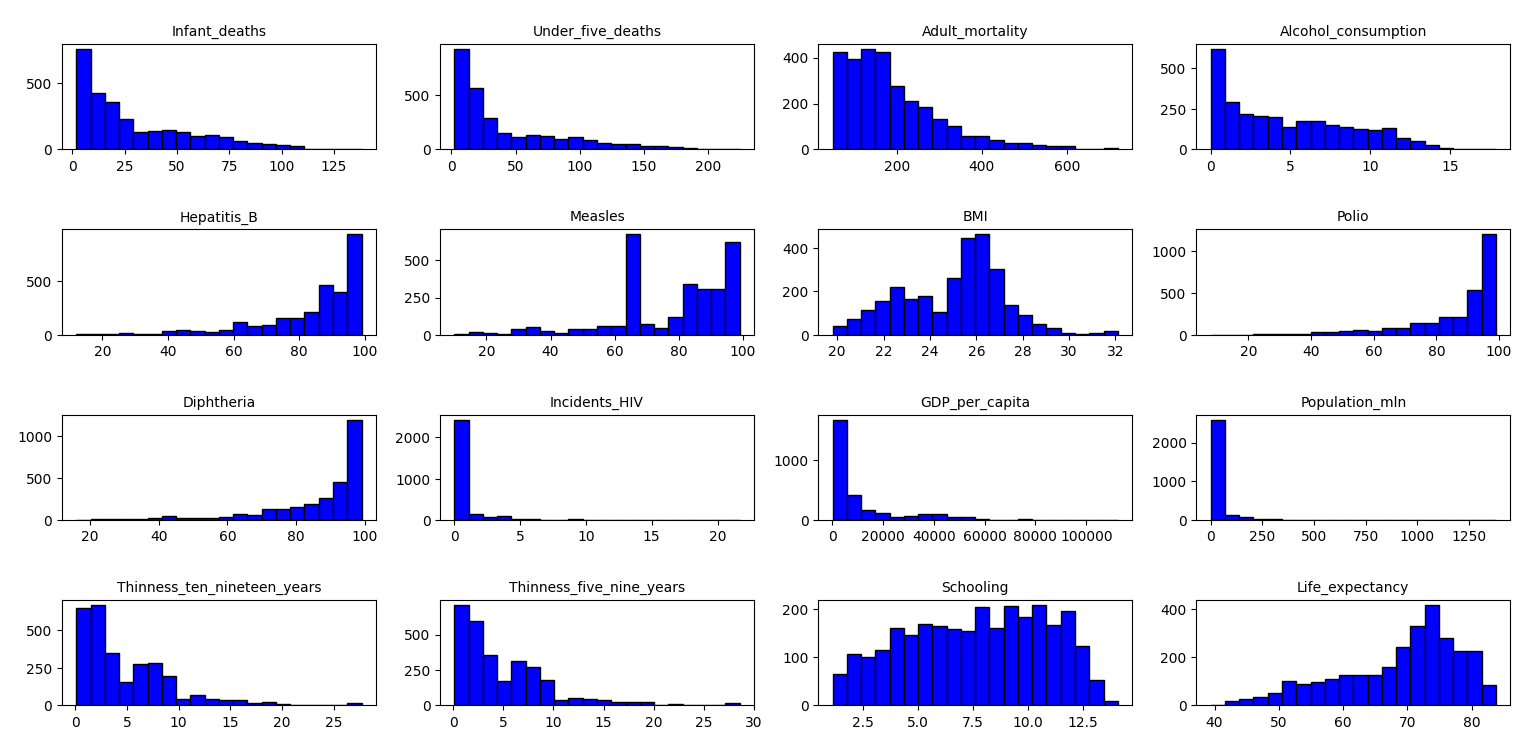 Infant_deaths
500
0
0 25 50 75 100 125
Under_five_deaths
500
0
0 50 100 150 200
Adult_mortality
400
200
0
200 400 600
Alcohol_consumption
500
250
0
0 5 10 15
Hepatitis_B
500
0
20 40 60 80 100
Measles
500
250
0
20 40 60 80 100
BMI
400
200
0
20 22 24 26 28 30 32
Polio
1000
500
0
20 40 60 80 100
Diphtheria
1000
500
0
20 40 60 80 100
Incidents_HIV
2000
1000
0
0 5 10 15 20
GDP_per_capita
1000
0
0 20000 40000 60000 80000 100000
Population_mln
2000
1000
0
0 250 500 750 1000 1250
Thinness_ten_nineteen_years
500
250
0
0 5 10 15 20 25
Thinness_five_nine_years
500
250
0
0 5 10 15 20 25 30
Schooling
200
100
0
2.5 5.0 7.5 10.0 12.5
Life_expectancy
400
200
0
40 50 60 70 80